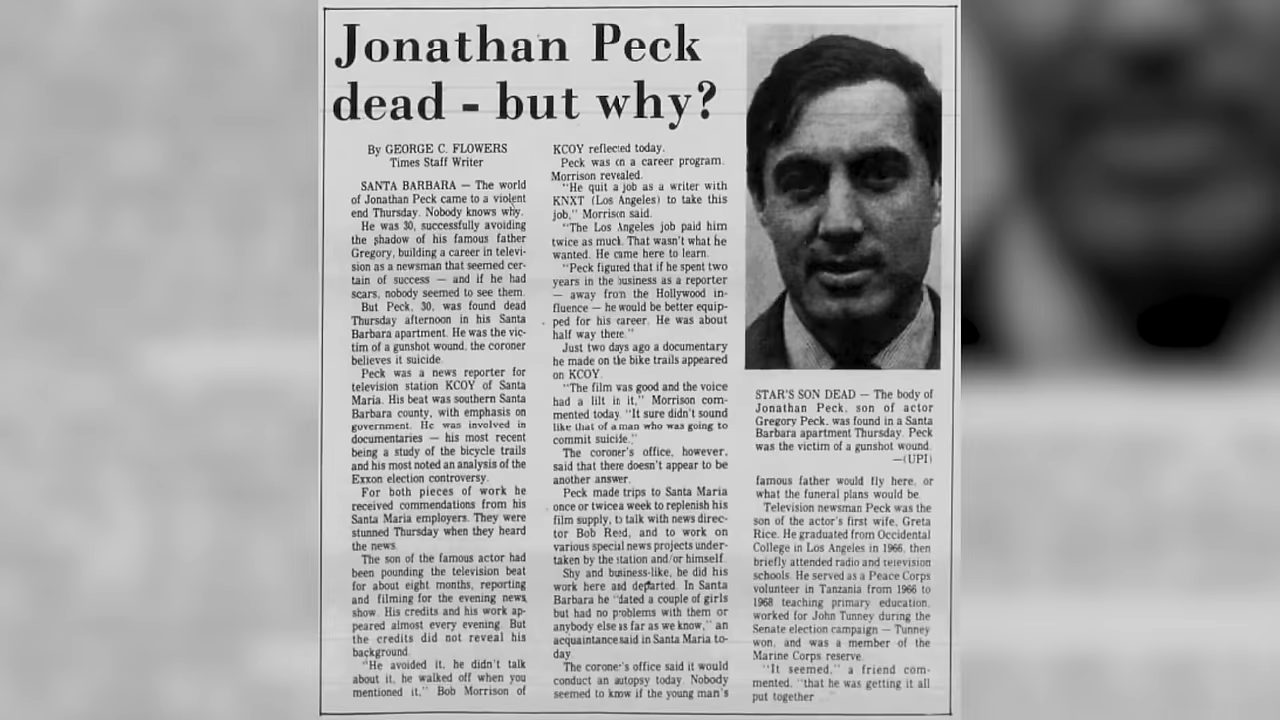 Jonathan Peck
dead - but why?
By GEORGE C. FLOWERS
Times Staff Writer
SANTA BARBARA — The world
of Jonathan Peck came to a violent
end Thursday. Nobody knows why.
He was 30, successfully avoiding
the shadow of his famous father
Gregory, building a career in televi-
sion as a newsman that seemed cer-
tain of success — and if he had
scars, nobody seemed to see them.
But Peck, 30, was found dead
Thursday afternoon in his Santa
Barbara apartment. He was the vic-
tim of a gunshot wound, the coroner
believes it suicide.
Peck was a news reporter for
television station KCOY of Santa
Maria. His beat was southern Santa
Barbara county, with emphasis on
government. He was involved in
documentaries — his most recent
being a study of the bicycle trails
and his most noted an analysis of the
Exxon election controversy.
For both pieces of work he
received commendations from his
Santa Maria employers. They were
stunned Thursday when they heard
the news.
The son of the famous actor had
been pounding the television beat
for about eight months, reporting
and filming for the evening news
show. His credits and his work ap-
peared almost every evening. But
the credits did not reveal his
background.
"He avoided it, he didn't talk
about it, he walked off when you
mentioned it," Bob Morrison of
KCOY reflected today.
Peck was on a career program,
Morrison revealed.
"He quit a job as a writer with
KNXT (Los Angeles) to take this
job," Morrison said.
"The Los Angeles job paid him
twice as much. That wasn't what he
wanted. He came here to learn.
"Peck figured that if he spent two
years in the business as a reporter
— away from the Hollywood in-
fluence — he would be better equip-
ped for his career. He was about
half way there."
Just two days ago a documentary
he made on the bike trails appeared
on KCOY.
"The film was good and the voice
had a lilt in it," Morrison com-
mented today. "It sure didn't sound
like that of a man who was going to
commit suicide."
The coroner's office, however,
said that there doesn't appear to be
another answer.
Peck made trips to Santa Maria
once or twice a week to replenish his
film supply, to talk with news direc-
tor Bob Reed, and to work on
various special news projects under-
taken by the station and/or himself.
Shy and business-like, he did his
work here and departed. In Santa
Barbara he "dated a couple of girls
but had no problems with them or
anybody else as far as we know," an
acquaintance said in Santa Maria to-
day.
The coroner's office said it would
conduct an autopsy today. Nobody
seemed to know if the young man's
STAR'S SON DEAD — The body of
Jonathan Peck, son of actor
Gregory Peck, was found in a Santa
Barbara apartment Thursday. Peck
was the victim of a gunshot wound.
—(UPI)
famous father would fly here, or
what the funeral plans would be.
Television newsman Peck was the
son of the actor's first wife, Greta
Rice. He graduated from Occidental
College in Los Angeles in 1966, then
briefly attended radio and television
schools. He served as a Peace Corps
volunteer in Tanzania from 1966 to
1968 teaching primary education,
worked for John Tunney during the
Senate election campaign — Tunney
won, and was a member of the
Marine Corps reserve.
"It seemed," a friend com-
mented, "that he was getting it all
put together